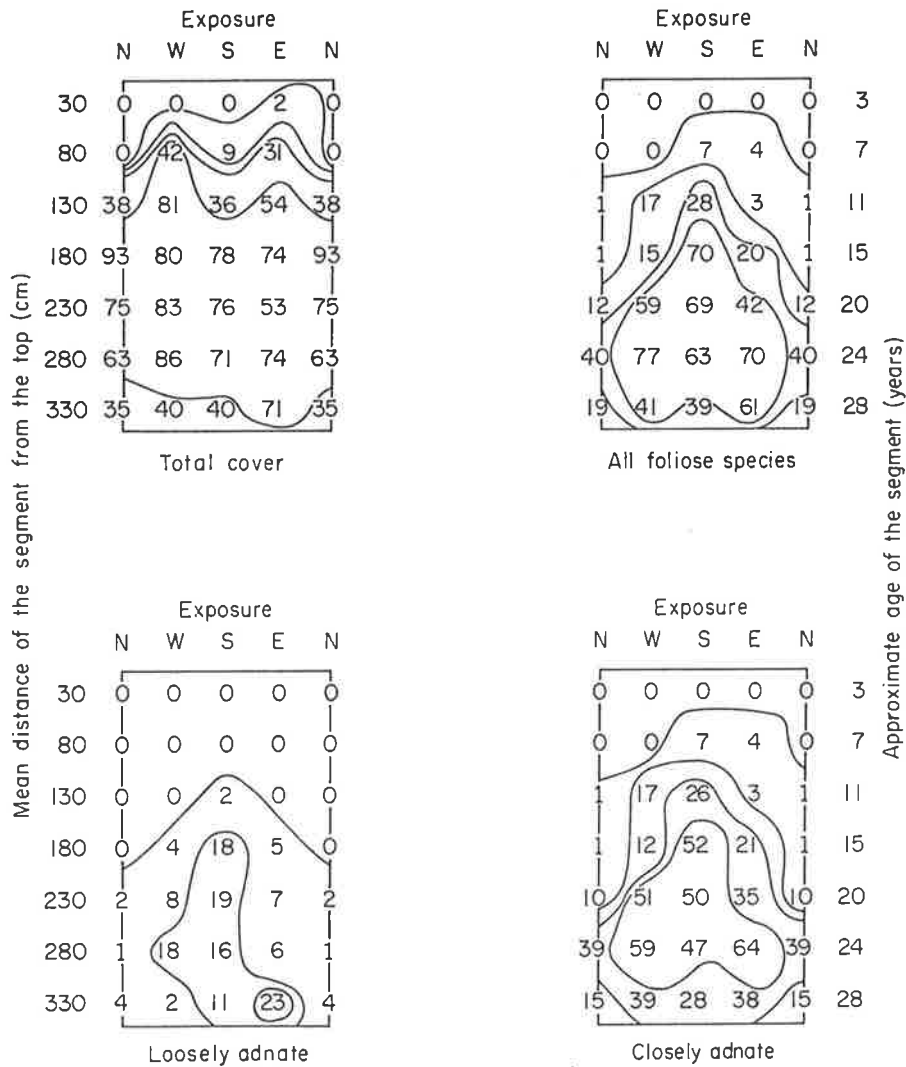 Exposure
N W S E N
30 0 0 0 2 0
80 0 42 9 31 0
130 38 81 36 54 38
180 93 80 78 74 93
230 75 83 76 53 75
280 63 86 71 74 63
330 35 40 40 71 35
Total cover
Exposure
N W S E N
0 0 0 0 0 3
0 0 7 4 0 7
1 17 28 3 1 11
1 15 70 20 1 15
12 59 69 42 12 20
40 77 63 70 40 24
19 41 39 61 19 28
All foliose species
Mean distance of the segment from the top (cm)
Approximate age of the segment (years)
Exposure
N W S E N
30 0 0 0 0 0
80 0 0 0 0 0
130 0 0 2 0 0
180 0 4 18 5 0
230 2 8 19 7 2
280 1 18 16 6 1
330 4 2 11 23 4
Loosely adnate
Exposure
N W S E N
0 0 0 0 0 3
0 0 7 4 0 7
1 17 26 3 1 11
1 12 52 21 1 15
10 51 50 35 10 20
39 59 47 64 39 24
15 39 28 38 15 28
Closely adnate